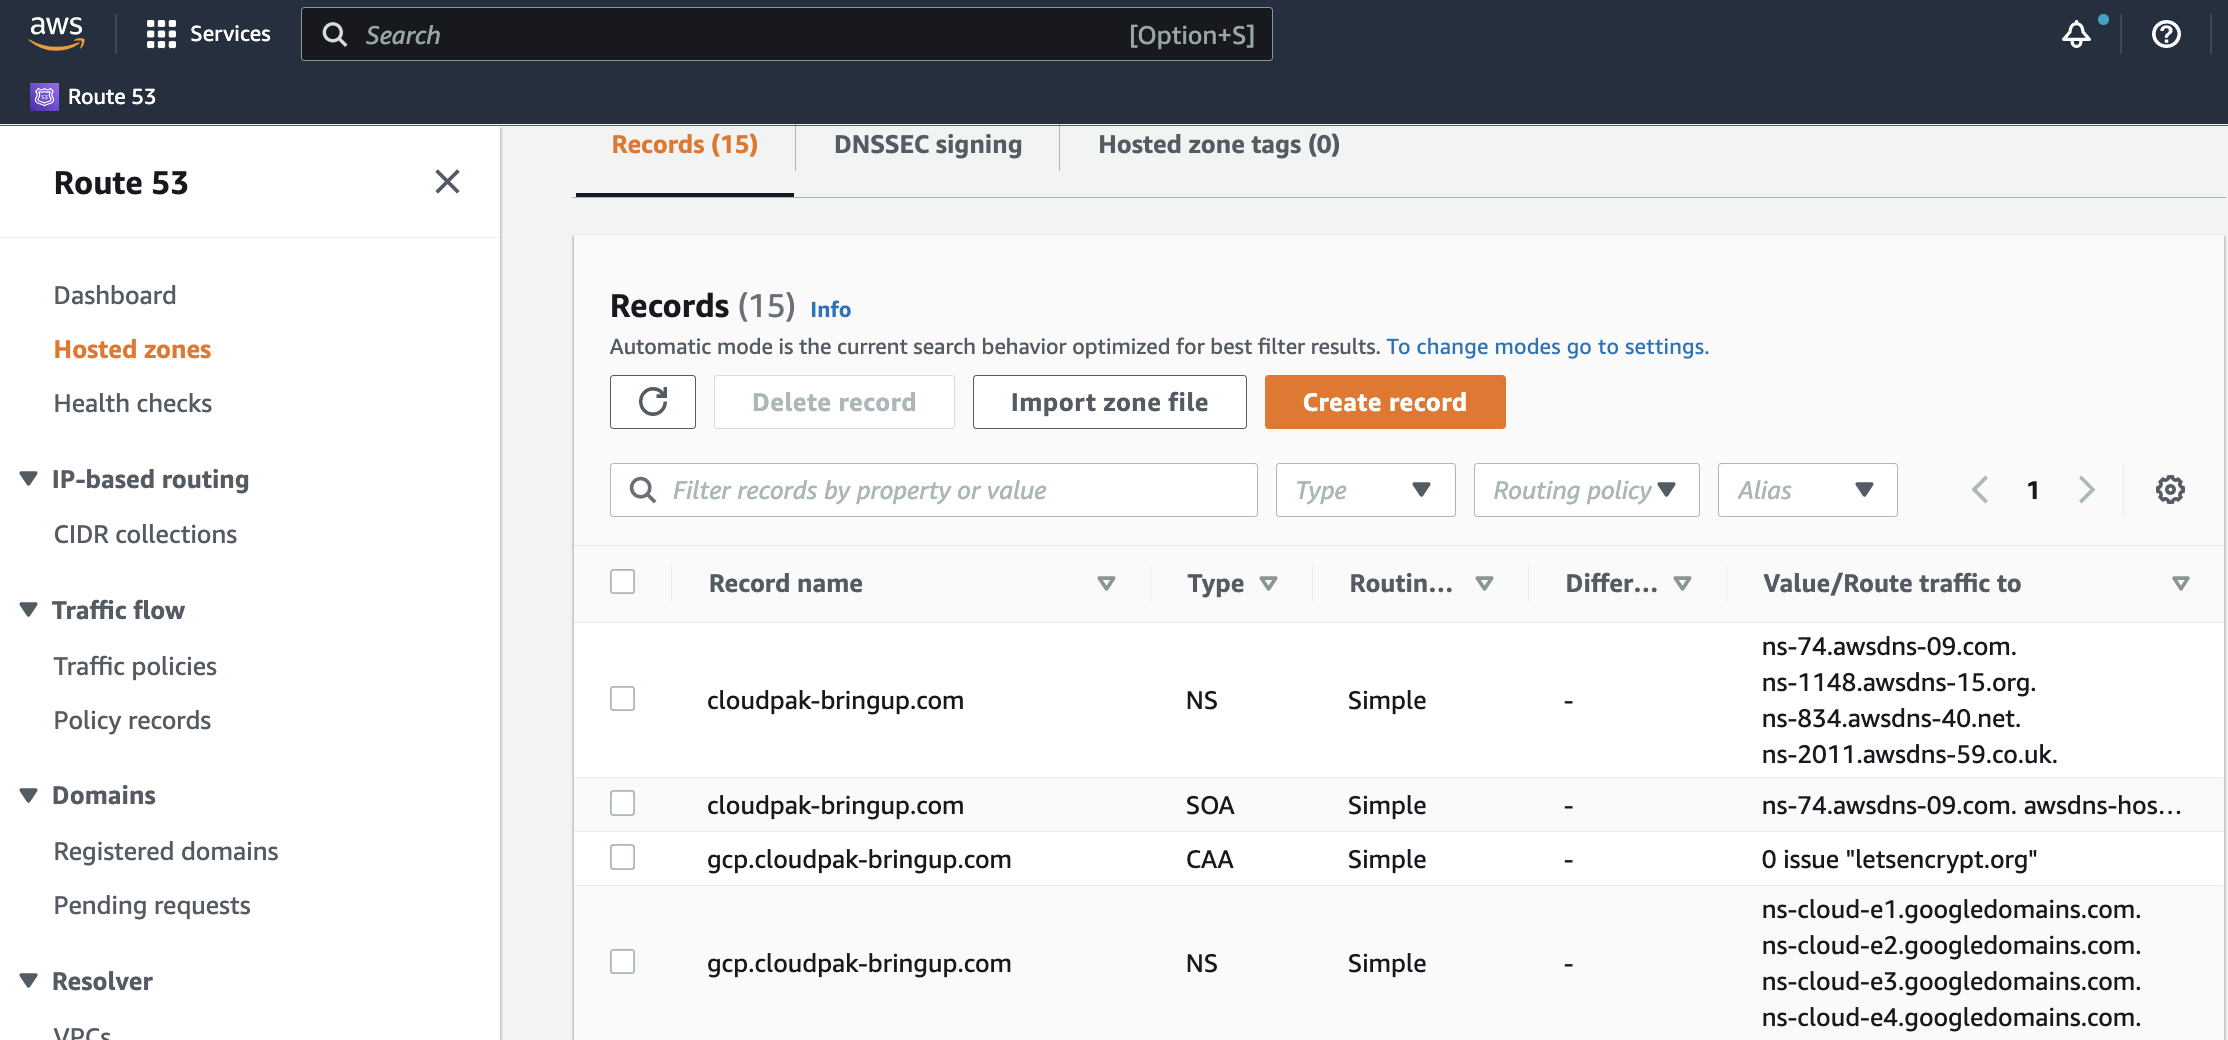 aws
Services
Search
[Option+S]
Route 53
Route 53
Dashboard
Hosted zones
Health checks
IP-based routing
CIDR collections
Traffic flow
Traffic policies
Policy records
Domains
Registered domains
Pending requests
Resolver
VPCs
Records (15)
DNSSEC signing
Hosted zone tags (0)
Records (15) Info
Automatic mode is the current search behavior optimized for best filter results. To change modes go to settings.
Delete record
Import zone file
Create record
Filter records by property or value
Type
Routing policy
Alias
1
Record name
Type
Routin...
Differ...
Value/Route traffic to
cloudpak-bringup.com
NS
Simple
-
ns-74.awsdns-09.com.
ns-1148.awsdns-15.org.
ns-834.awsdns-40.net.
ns-2011.awsdns-59.co.uk.
cloudpak-bringup.com
SOA
Simple
-
ns-74.awsdns-09.com. awsdns-hos...
gcp.cloudpak-bringup.com
CAA
Simple
-
0 issue "letsencrypt.org"
gcp.cloudpak-bringup.com
NS
Simple
-
ns-cloud-e1.googledomains.com.
ns-cloud-e2.googledomains.com.
ns-cloud-e3.googledomains.com.
ns-cloud-e4.googledomains.com.